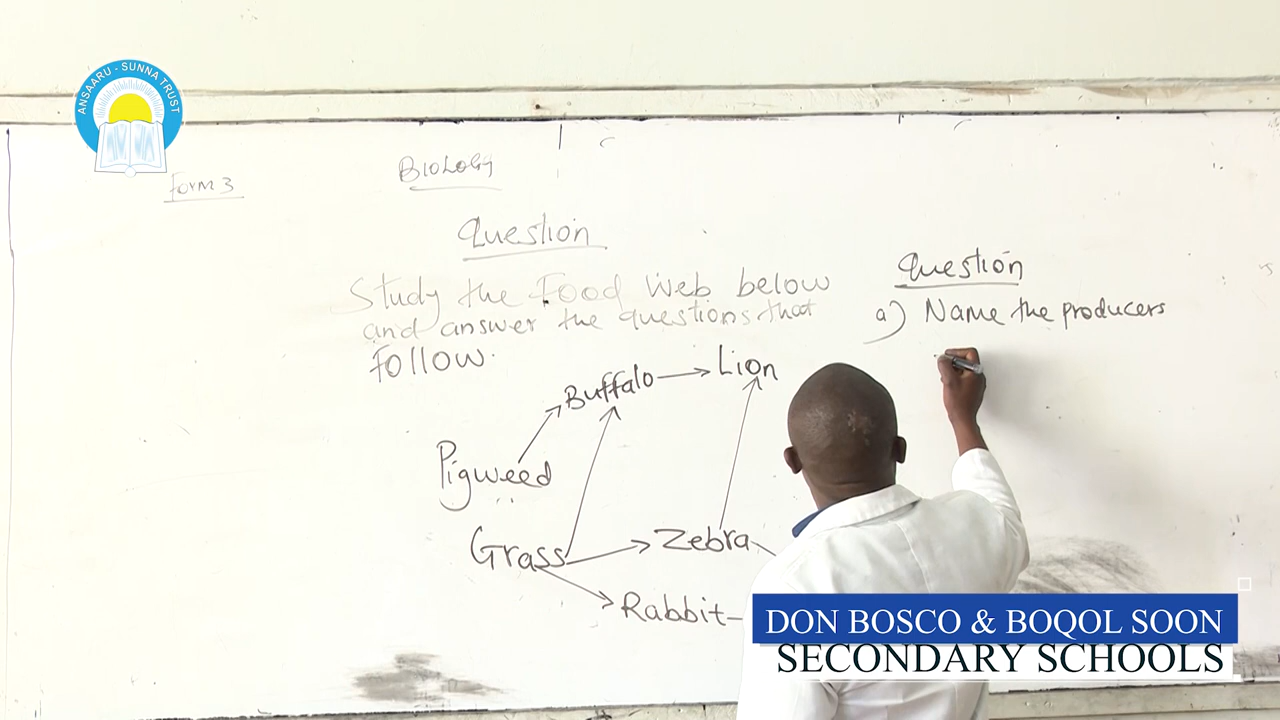 ANSAARU - SUNNA TRUST
Form 3
BIOLOGY
Question
Study the Food Web below
and answer the questions that
Follow.
Buffalo
Lion
Pigweed
Grass
Zebra
Rabbit
Question
a) Name the producers
DON BOSCO & BOQOL SOON
SECONDARY SCHOOLS